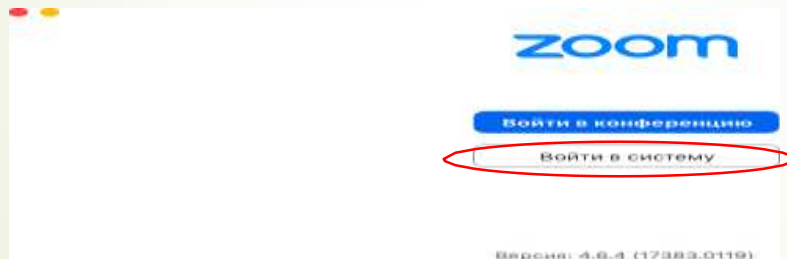 zoom
Войти в конференцию
Войти в систему
Версия: 4.6.4 (17383.0119)